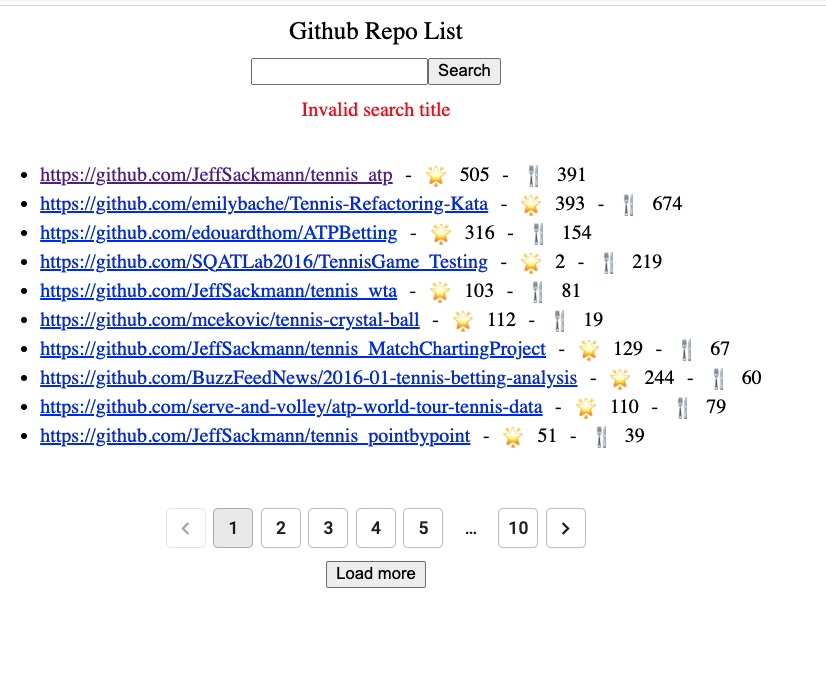 Github Repo List
Search
Invalid search title
https://github.com/JeffSackmann/tennis_atp - 🌟 505 - 🍴 391
https://github.com/emilybache/Tennis-Refactoring-Kata - 🌟 393 - 🍴 674
https://github.com/edouardthom/ATPBetting - 🌟 316 - 🍴 154
https://github.com/SQATLab2016/TennisGame_Testing - 🌟 2 - 🍴 219
https://github.com/JeffSackmann/tennis_wta - 🌟 103 - 🍴 81
https://github.com/mcekovic/tennis-crystal-ball - 🌟 112 - 🍴 19
https://github.com/JeffSackmann/tennis_MatchChartingProject - 🌟 129 - 🍴 67
https://github.com/BuzzFeedNews/2016-01-tennis-betting-analysis - 🌟 244 - 🍴 60
https://github.com/serve-and-volley/atp-world-tour-tennis-data - 🌟 110 - 🍴 79
https://github.com/JeffSackmann/tennis_pointbypoint - 🌟 51 - 🍴 39
< 1 2 3 4 5 ... 10 >
Load more